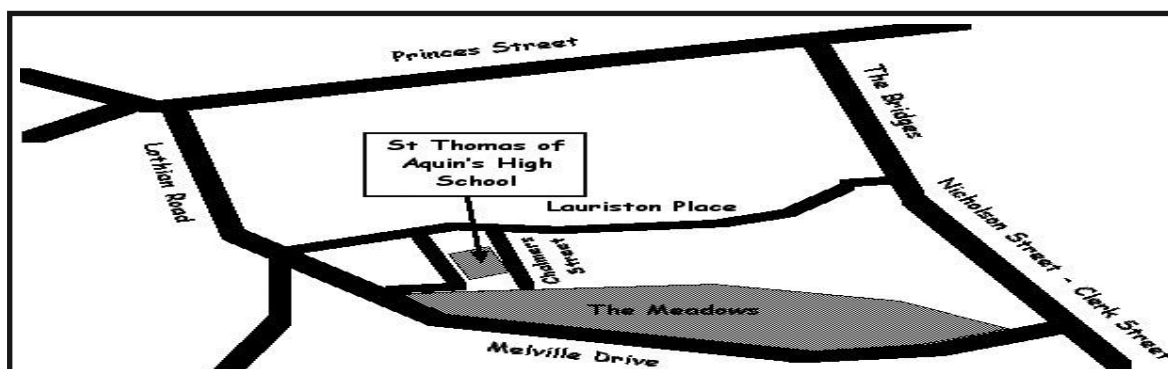 Princes Street
The Bridges
St Thomas of
Aquin's High
School
Lothian Road
Lauriston Place
Nicholson Street - Clerk Street
Chalmers
Street
The Meadows
Melville Drive